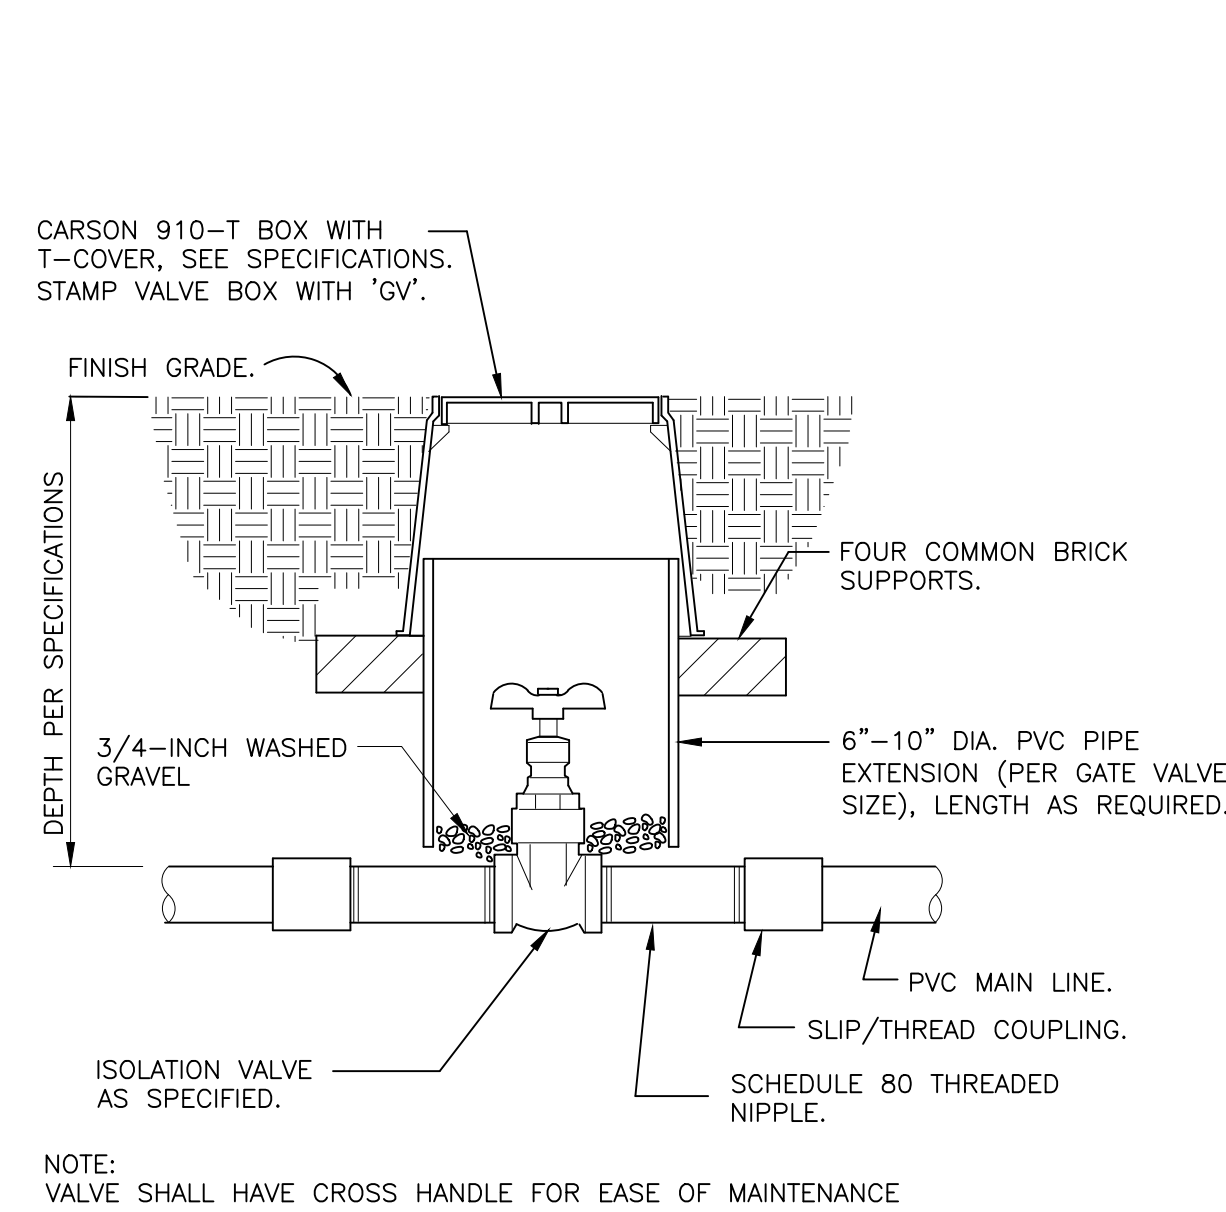 CARSON 910-T BOX WITH
T-COVER, SEE SPECIFICATIONS.
STAMP VALVE BOX WITH 'GV'.
FINISH GRADE.
DEPTH PER SPECIFICATIONS
FOUR COMMON BRICK
SUPPORTS.
3/4-INCH WASHED
GRAVEL
6"-10" DIA. PVC PIPE
EXTENSION (PER GATE VALVE
SIZE), LENGTH AS REQUIRED.
PVC MAIN LINE.
SLIP/THREAD COUPLING.
ISOLATION VALVE
AS SPECIFIED.
SCHEDULE 80 THREADED
NIPPLE.
NOTE:
VALVE SHALL HAVE CROSS HANDLE FOR EASE OF MAINTENANCE